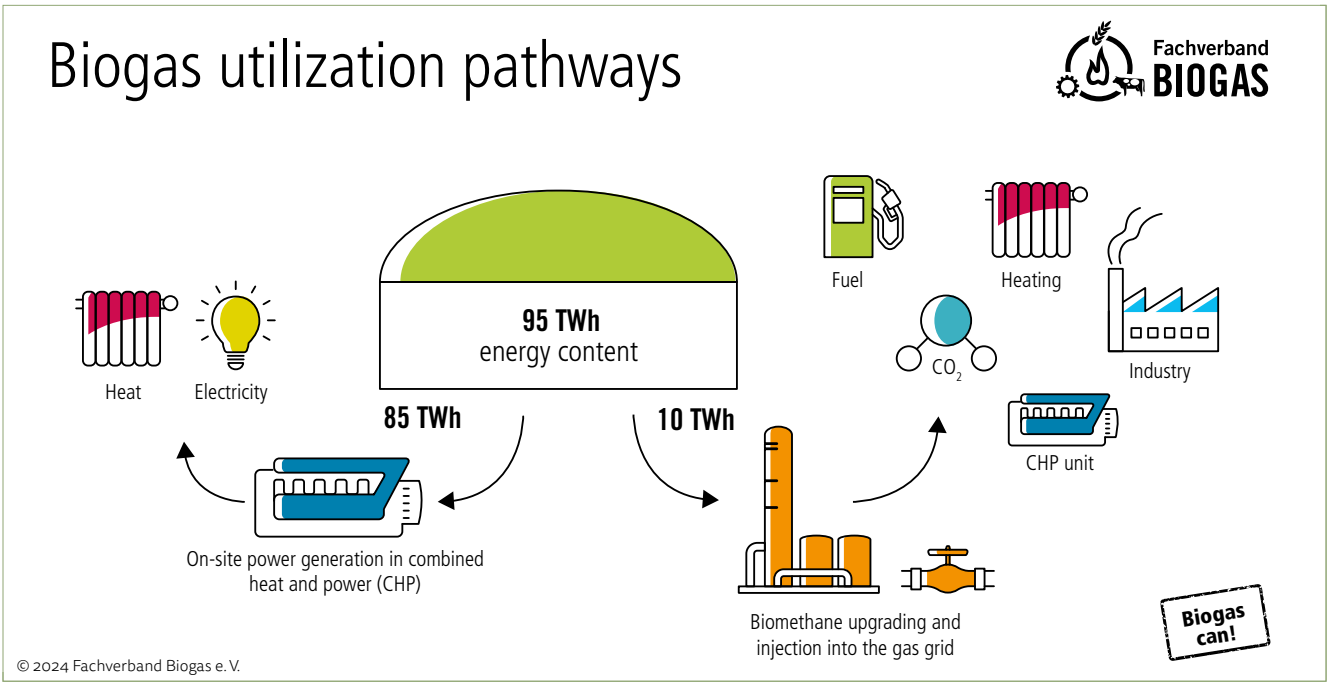 Biogas utilization pathways
Fachverband
BIOGAS
95 TWh
energy content
85 TWh
10 TWh
Heat
Electricity
On-site power generation in combined
heat and power (CHP)
Fuel
Heating
CO₂
Industry
CHP unit
Biomethane upgrading and
injection into the gas grid
Biogas
can!
© 2024 Fachverband Biogas e. V.